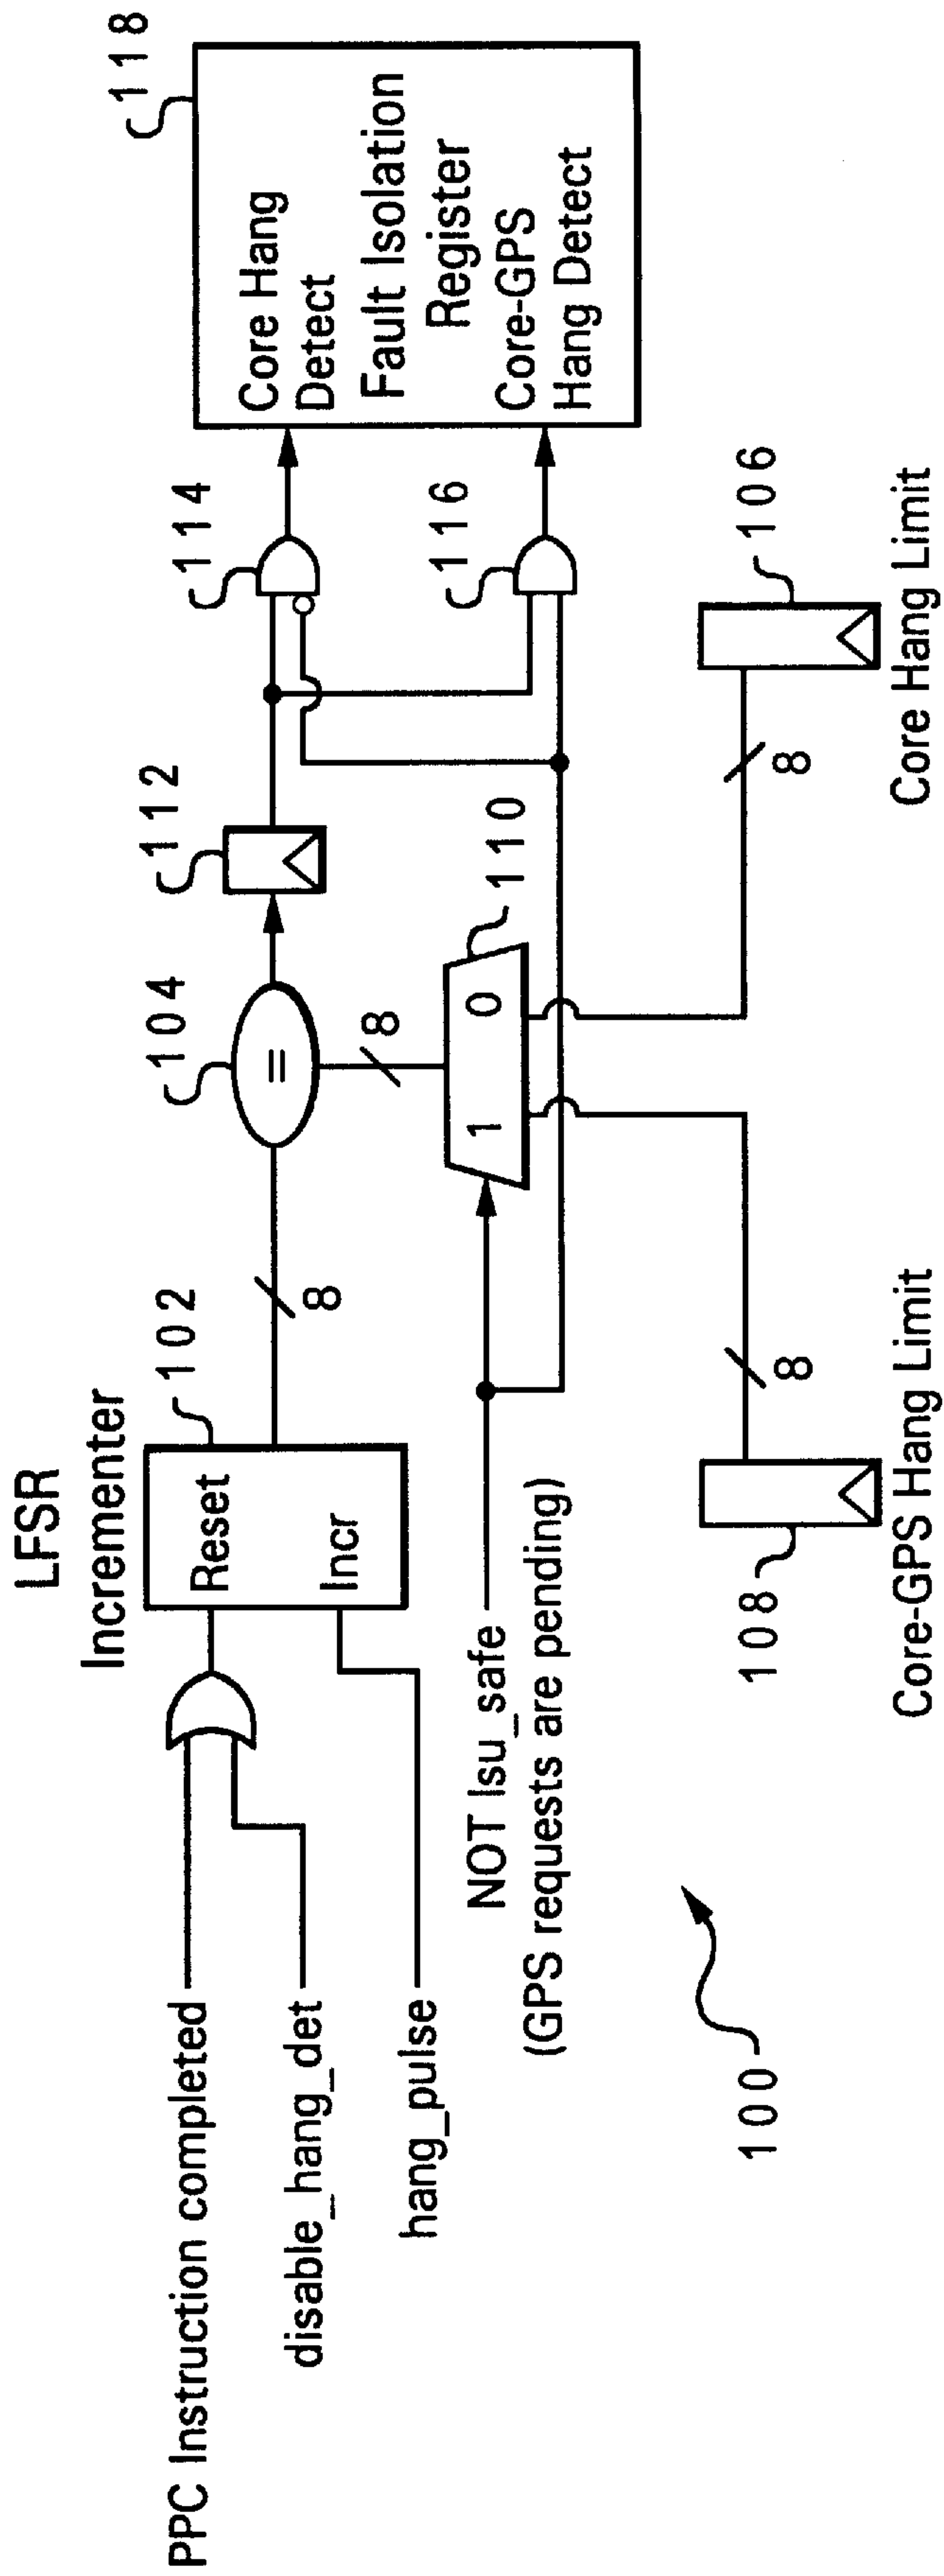 LFSR
Incrementer
102
104
112
114
118
Reset
Incr
8
=
Core Hang
Detect
Fault Isolation
Register
Core-GPS
Hang Detect
PPC Instruction completed
disable_hang_det
hang_pulse
NOT lsu_safe
(GPS requests are pending)
8
1 0
110
116
108
8
8
106
Core-GPS Hang Limit
Core Hang Limit
100